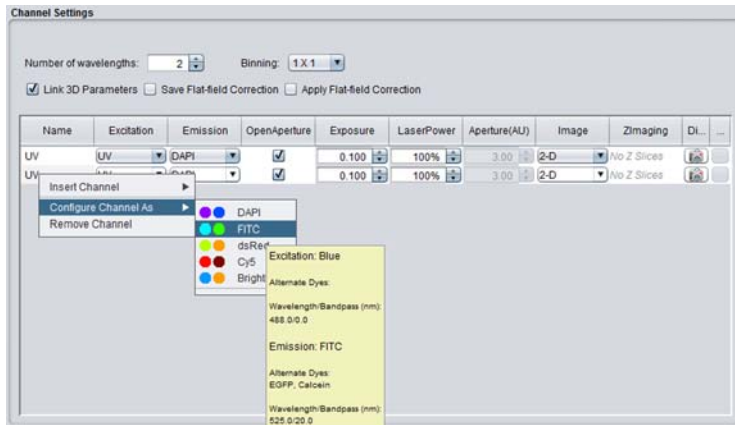 Channel Settings
Number of wavelengths: 2 Binning: 1 X 1
Link 3D Parameters Save Flat-field Correction Apply Flat-field Correction
Name Excitation Emission OpenAperture Exposure LaserPower Aperture(AU) Image ZImaging Di... ...
UV UV DAPI 0.100 100% 3.00 2-D No Z Slices
UV UV DAPI 0.100 100% 3.00 2-D No Z Slices
Insert Channel
Configure Channel As
Remove Channel
DAPI
FITC
dsRed
Cy5
Bright
Excitation: Blue
Alternate Dyes:
Wavelength/Bandpass (nm):
488.0/0.0
Emission: FITC
Alternate Dyes:
EGFP, Calcein
Wavelength/Bandpass (nm):
525.0/20.0